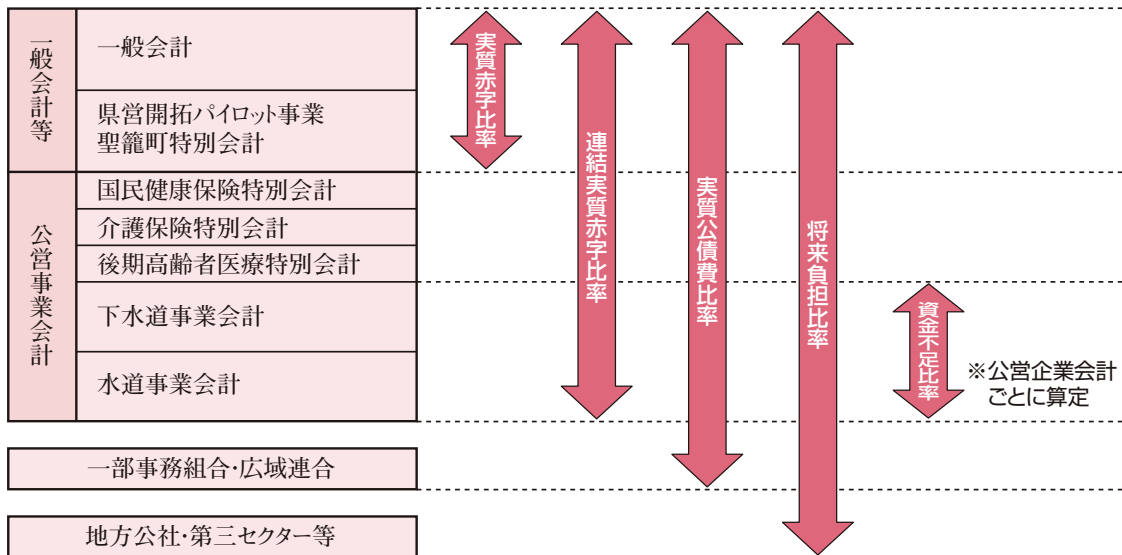 一般会計等
一般会計
県営開拓パイロット事業
聖籠町特別会計
公営事業会計
国民健康保険特別会計
介護保険特別会計
後期高齢者医療特別会計
下水道事業会計
水道事業会計
一部事務組合・広域連合
地方公社・第三セクター等
実質赤字比率
連結実質赤字比率
実質公債費比率
将来負担比率
資金不足比率
※公営企業会計
ごとに算定